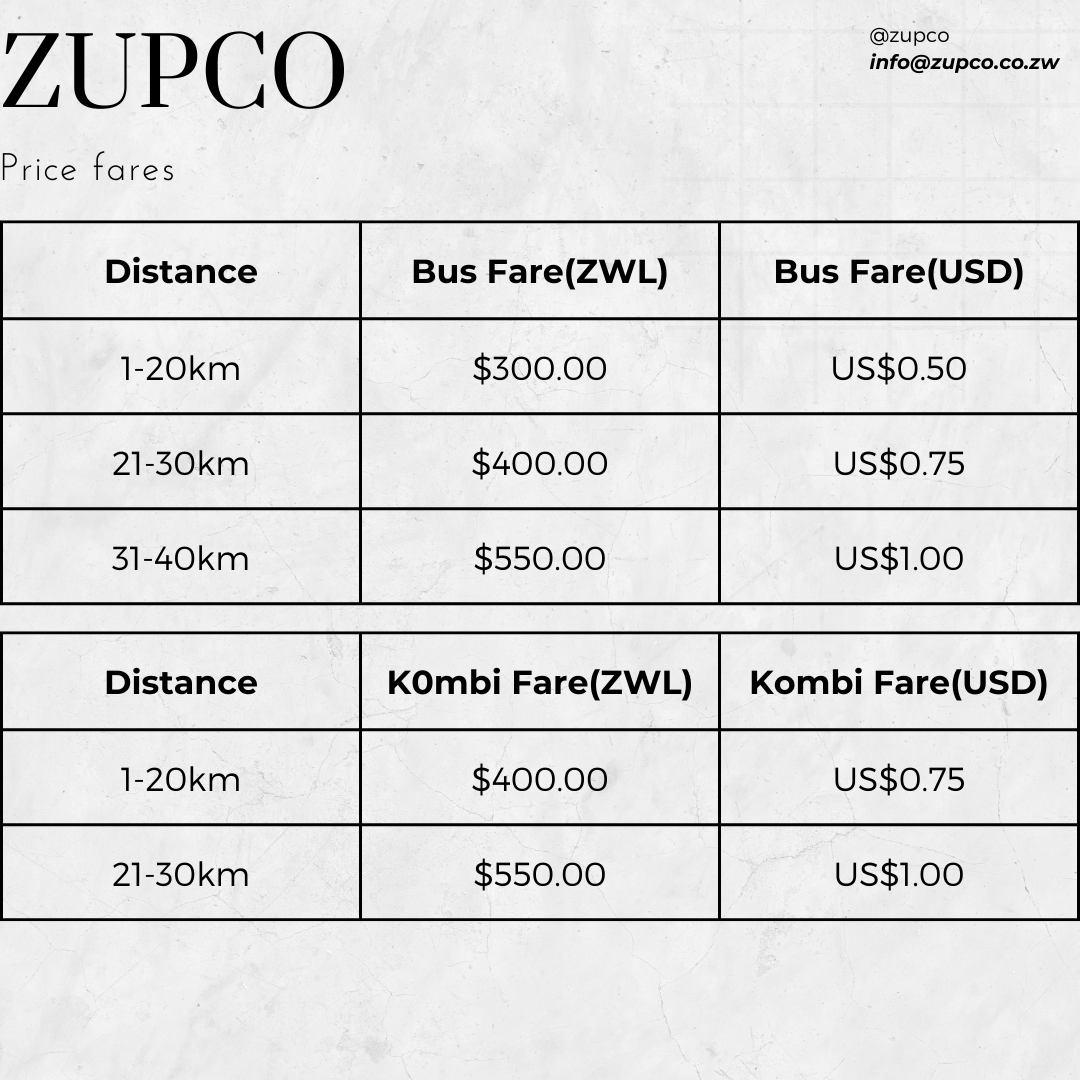 ZUPCO
@zupco
info@zupco.co.zw
Price fares
Distance Bus Fare(ZWL) Bus Fare(USD)
1-20km $300.00 US$0.50
21-30km $400.00 US$0.75
31-40km $550.00 US$1.00
Distance K0mbi Fare(ZWL) Kombi Fare(USD)
1-20km $400.00 US$0.75
21-30km $550.00 US$1.00